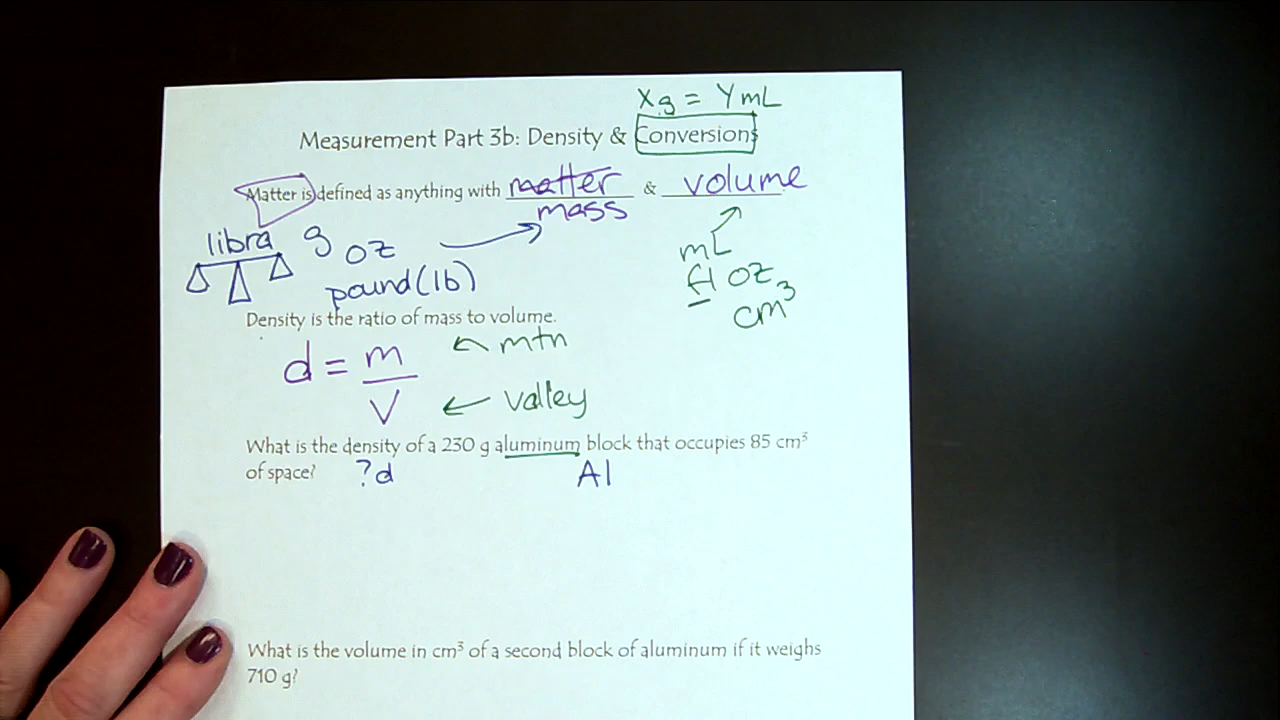 Xg = YmL
Measurement Part 3b: Density & Conversions
Matter is defined as anything with matter & volume
mass
libra g oz
mL
pound (lb)
fl oz
cm³
Density is the ratio of mass to volume.
d = m/V
← mtn
← valley
What is the density of a 230 g aluminum block that occupies 85 cm³
of space? ?d Al
What is the volume in cm³ of a second block of aluminum if it weighs
710 g?